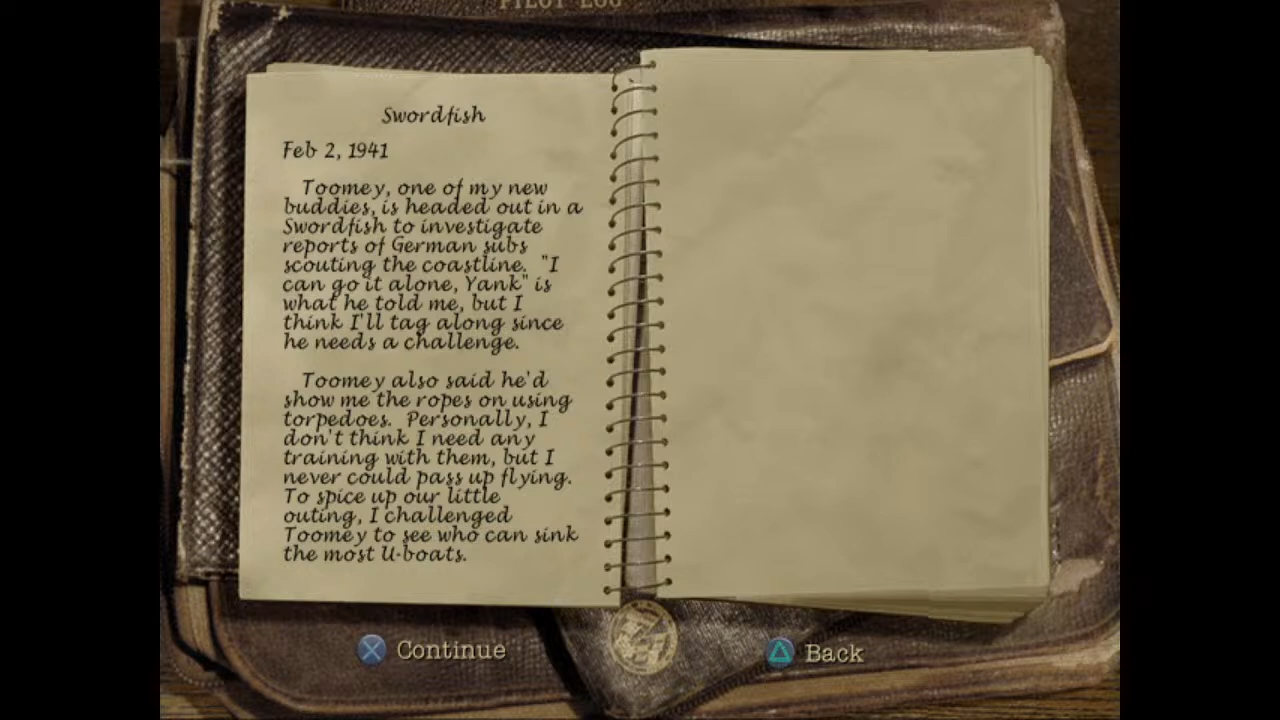 PILOT LOG
Swordfish
Feb 2, 1941
Toomey, one of my new
buddies, is headed out in a
Swordfish to investigate
reports of German subs
scouting the coastline.  "I
can go it alone, Yank" is
what he told me, but I
think I'll tag along since
he needs a challenge.
Toomey also said he'd
show me the ropes on using
torpedoes.  Personally, I
don't think I need any
training with them, but I
never could pass up flying.
To spice up our little
outing, I challenged
Toomey to see who can sink
the most U-boats.
Continue
Back